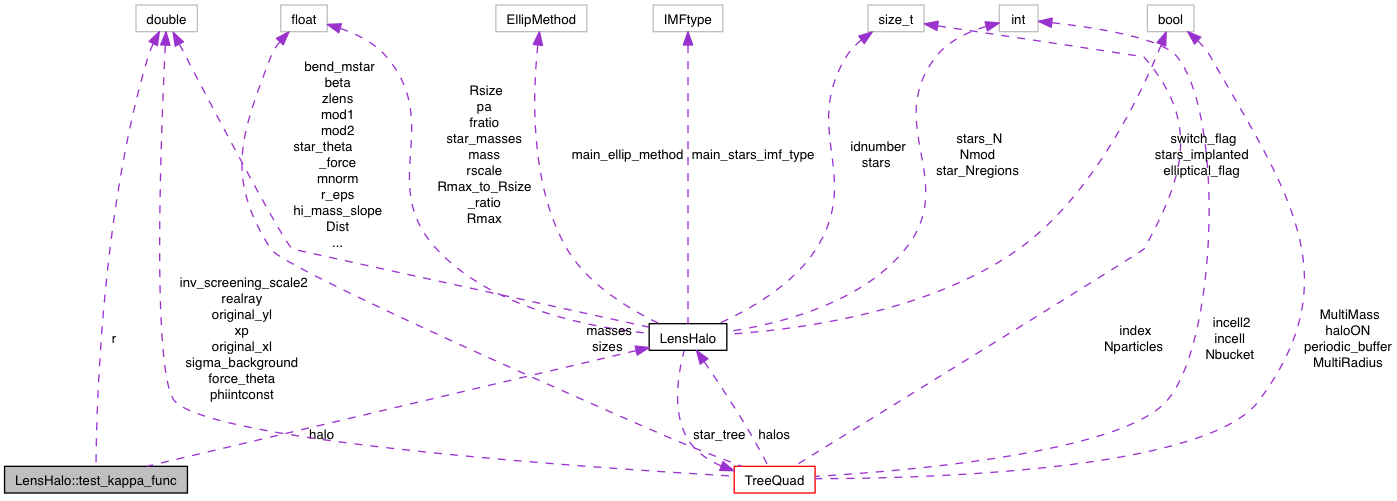 double
float
EllipMethod
IMFtype
size_t
int
bool
bend_mstar
beta
zlens
mod1
mod2
star_theta
_force
mnorm
r_eps
hi_mass_slope
Dist
...
Rsize
pa
fratio
star_masses
mass
rscale
Rmax_to_Rsize
_ratio
Rmax
main_ellip_method
main_stars_imf_type
idnumber
stars
stars_N
Nmod
star_Nregions
switch_flag
stars_implanted
elliptical_flag
inv_screening_scale2
realray
original_yl
xp
original_xl
sigma_background
force_theta
phiintconst
r
masses
sizes
LensHalo
index
Nparticles
incell2
incell
Nbucket
MultiMass
haloON
periodic_buffer
MultiRadius
halo
star_tree
halos
LensHalo::test_kappa_func
TreeQuad